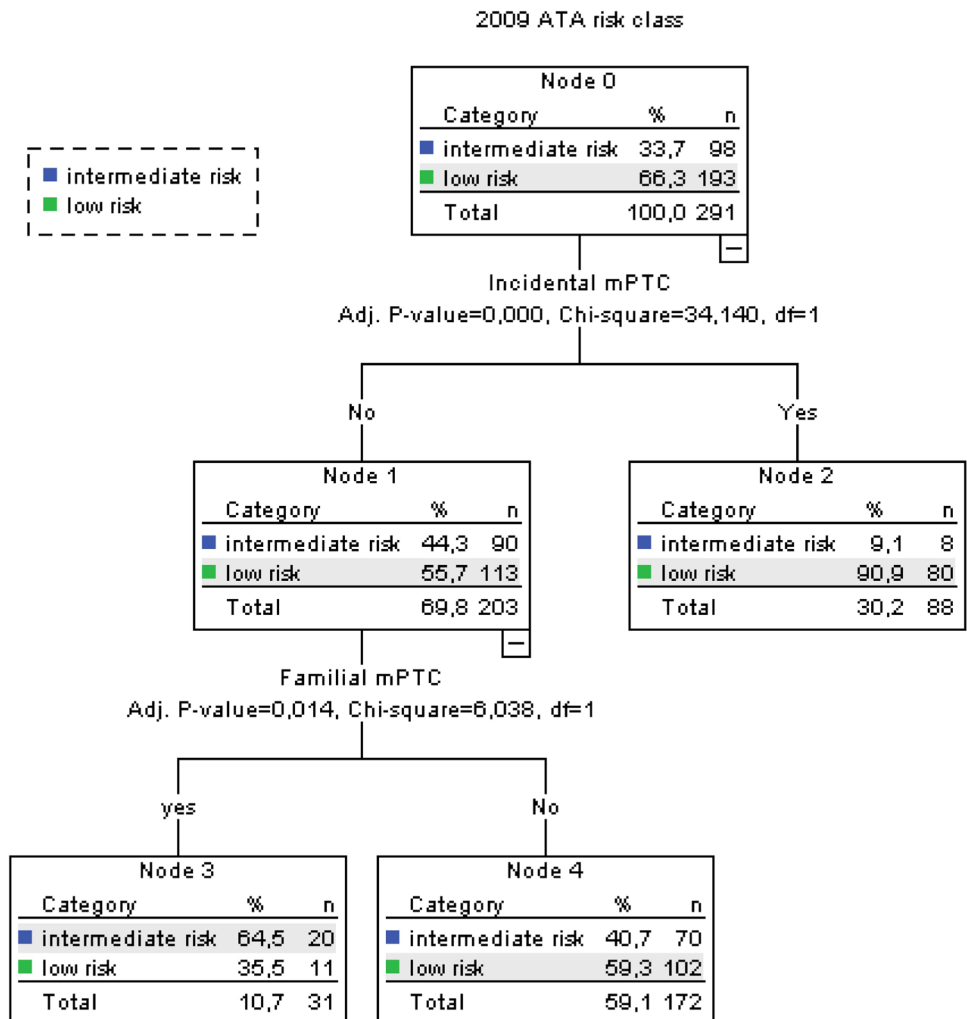 2009 ATA risk class
intermediate risk
low risk
Node 0
Category % n
intermediate risk 33,7 98
low risk 66,3 193
Total 100,0 291
Incidental mPTC
Adj. P-value=0,000, Chi-square=34,140, df=1
No
Yes
Node 1
Category % n
intermediate risk 44,3 90
low risk 55,7 113
Total 69,8 203
Node 2
Category % n
intermediate risk 9,1 8
low risk 90,9 80
Total 30,2 88
Familial mPTC
Adj. P-value=0,014, Chi-square=6,038, df=1
yes
No
Node 3
Category % n
intermediate risk 64,5 20
low risk 35,5 11
Total 10,7 31
Node 4
Category % n
intermediate risk 40,7 70
low risk 59,3 102
Total 59,1 172